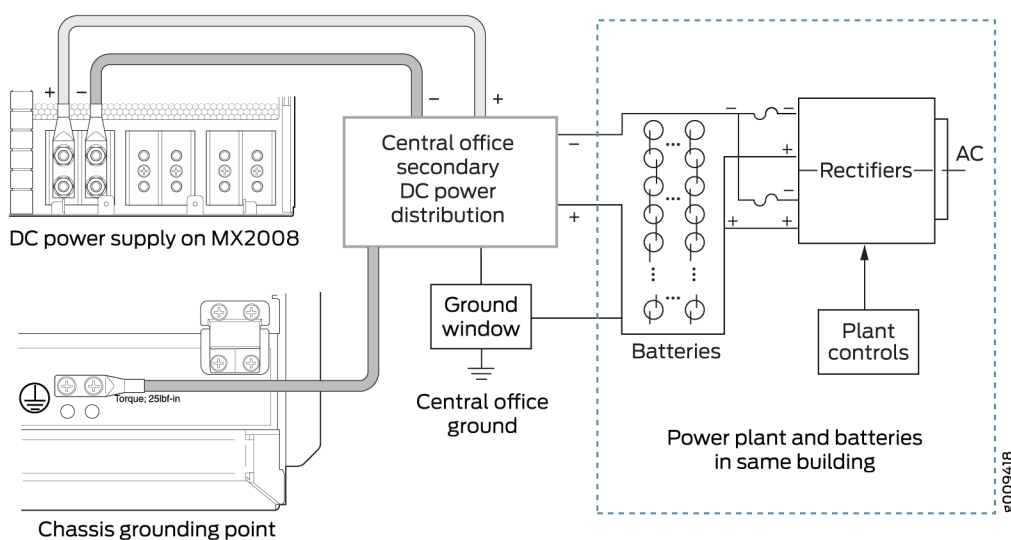 + −
− +
Central office
secondary
DC power
distribution
−
+
DC power supply on MX2008
Ground
window
Central office
ground
Torque; 25lbf-in
Chassis grounding point
− −
+
−
+ +
Rectifiers
AC
Batteries
Plant
controls
Power plant and batteries
in same building
g009418